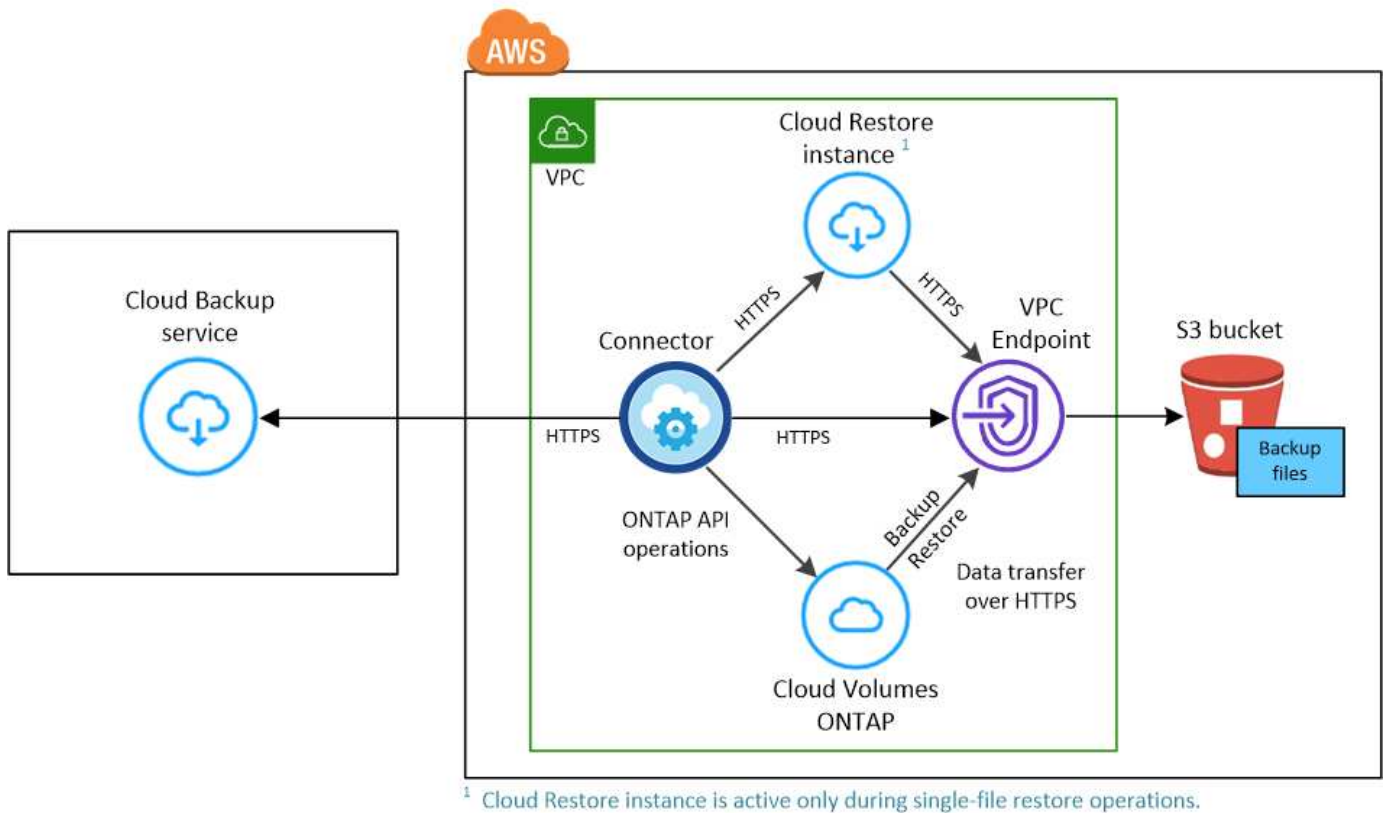 AWS
VPC
Cloud Restore
instance 1
HTTPS
HTTPS
Cloud Backup
service
Connector
VPC
Endpoint
S3 bucket
HTTPS
HTTPS
Backup
files
ONTAP API
operations
Backup
Restore
Data transfer
over HTTPS
Cloud Volumes
ONTAP
1 Cloud Restore instance is active only during single-file restore operations.